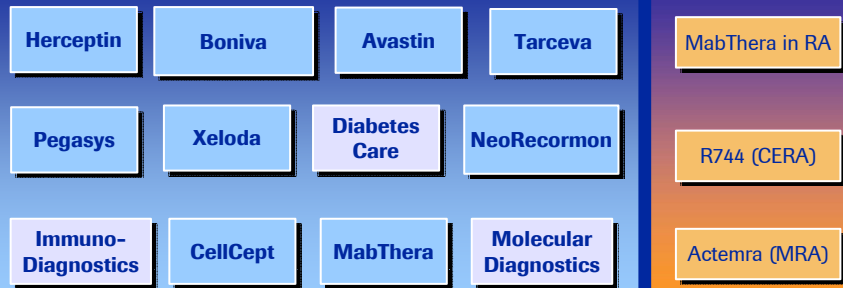 Herceptin
Boniva
Avastin
Tarceva
MabThera in RA
Pegasys
Xeloda
Diabetes
Care
NeoRecormon
R744 (CERA)
Immuno-
Diagnostics
CellCept
MabThera
Molecular
Diagnostics
Actemra (MRA)